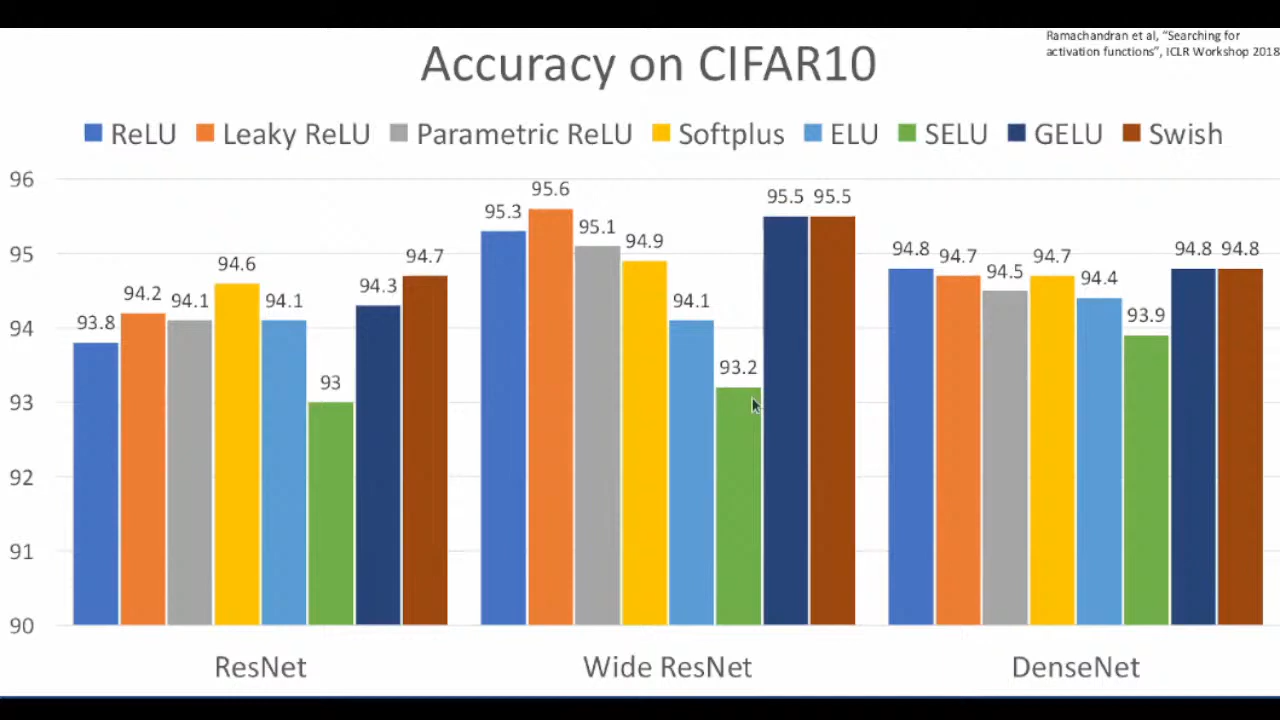 Ramachandran et al, “Searching for
activation functions”, ICLR Workshop 2018
Accuracy on CIFAR10
ReLU Leaky ReLU Parametric ReLU Softplus ELU SELU GELU Swish
96
95
94
93
92
91
90
93.8 94.2 94.1 94.6 94.1 93 94.3 94.7
95.3 95.6 95.1 94.9 94.1 93.2 95.5 95.5
94.8 94.7 94.5 94.7 94.4 93.9 94.8 94.8
ResNet Wide ResNet DenseNet